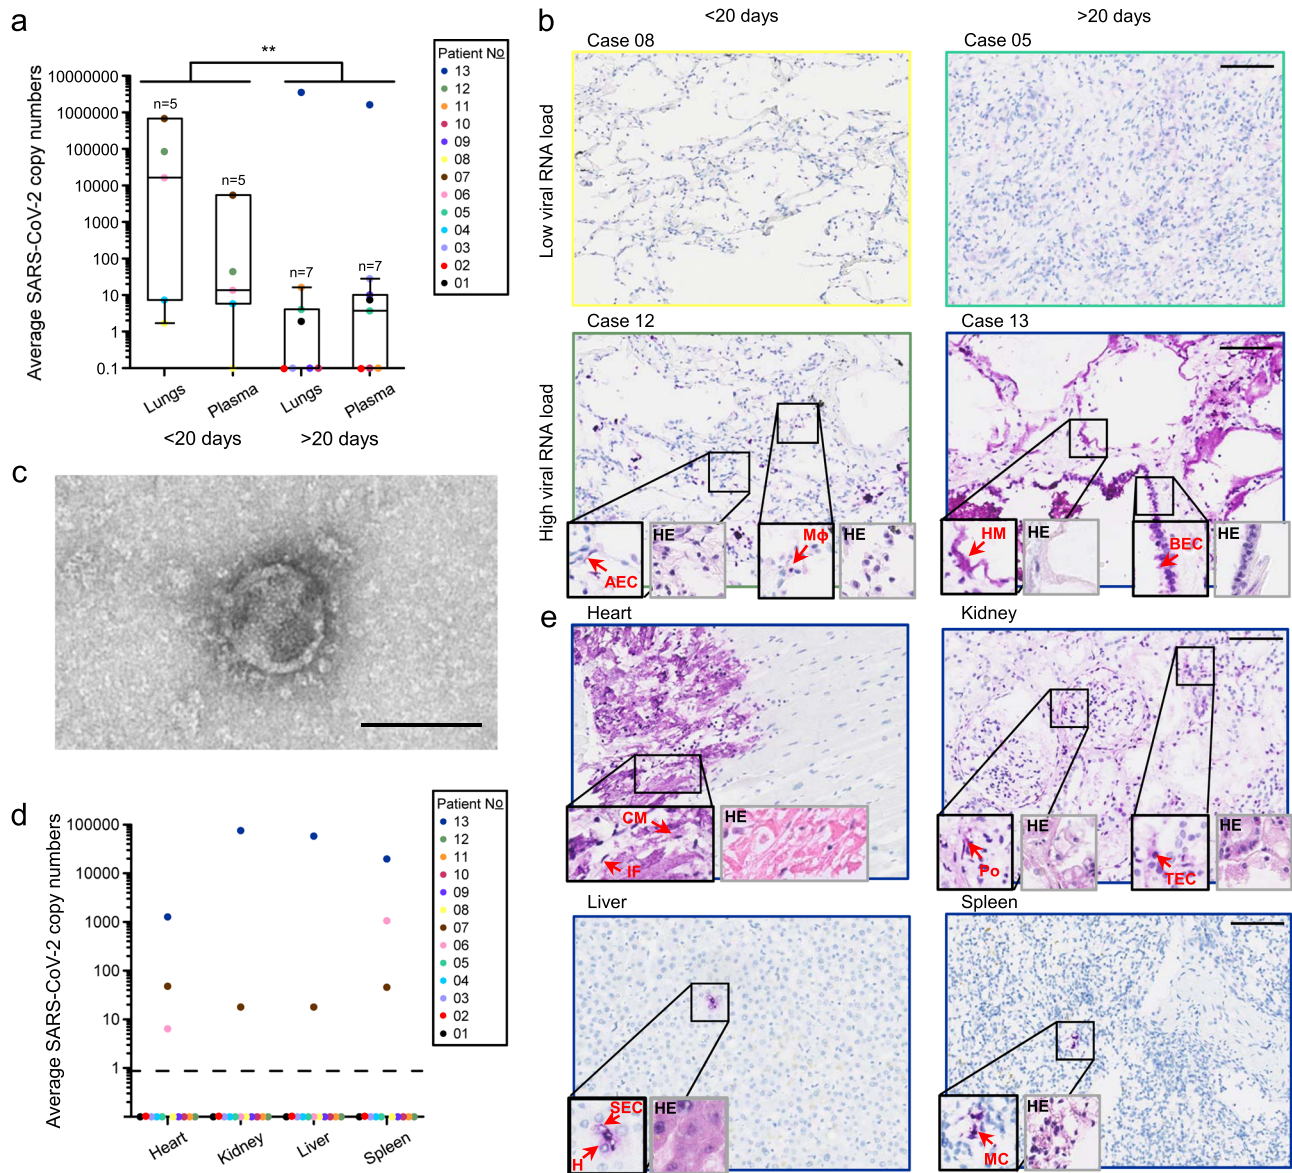 a
**
Average SARS-CoV-2 copy numbers
10000000
1000000
100000
10000
1000
100
10
1
0.1
n=5
n=5
n=7
n=7
Lungs
Plasma
Lungs
Plasma
<20 days
>20 days
Patient No
13
12
11
10
09
08
07
06
05
04
03
02
01
b
<20 days
>20 days
Low viral RNA load
Case 08
Case 05
High viral RNA load
Case 12
AEC
HE
Mϕ
HE
Case 13
HM
HE
BEC
HE
c
d
Average SARS-CoV-2 copy numbers
100000
10000
1000
100
10
1
Heart
Kidney
Liver
Spleen
Patient No
13
12
11
10
09
08
07
06
05
04
03
02
01
e
Heart
CM
IF
HE
Kidney
Po
HE
TEC
HE
Liver
SEC
H
HE
Spleen
MC
HE